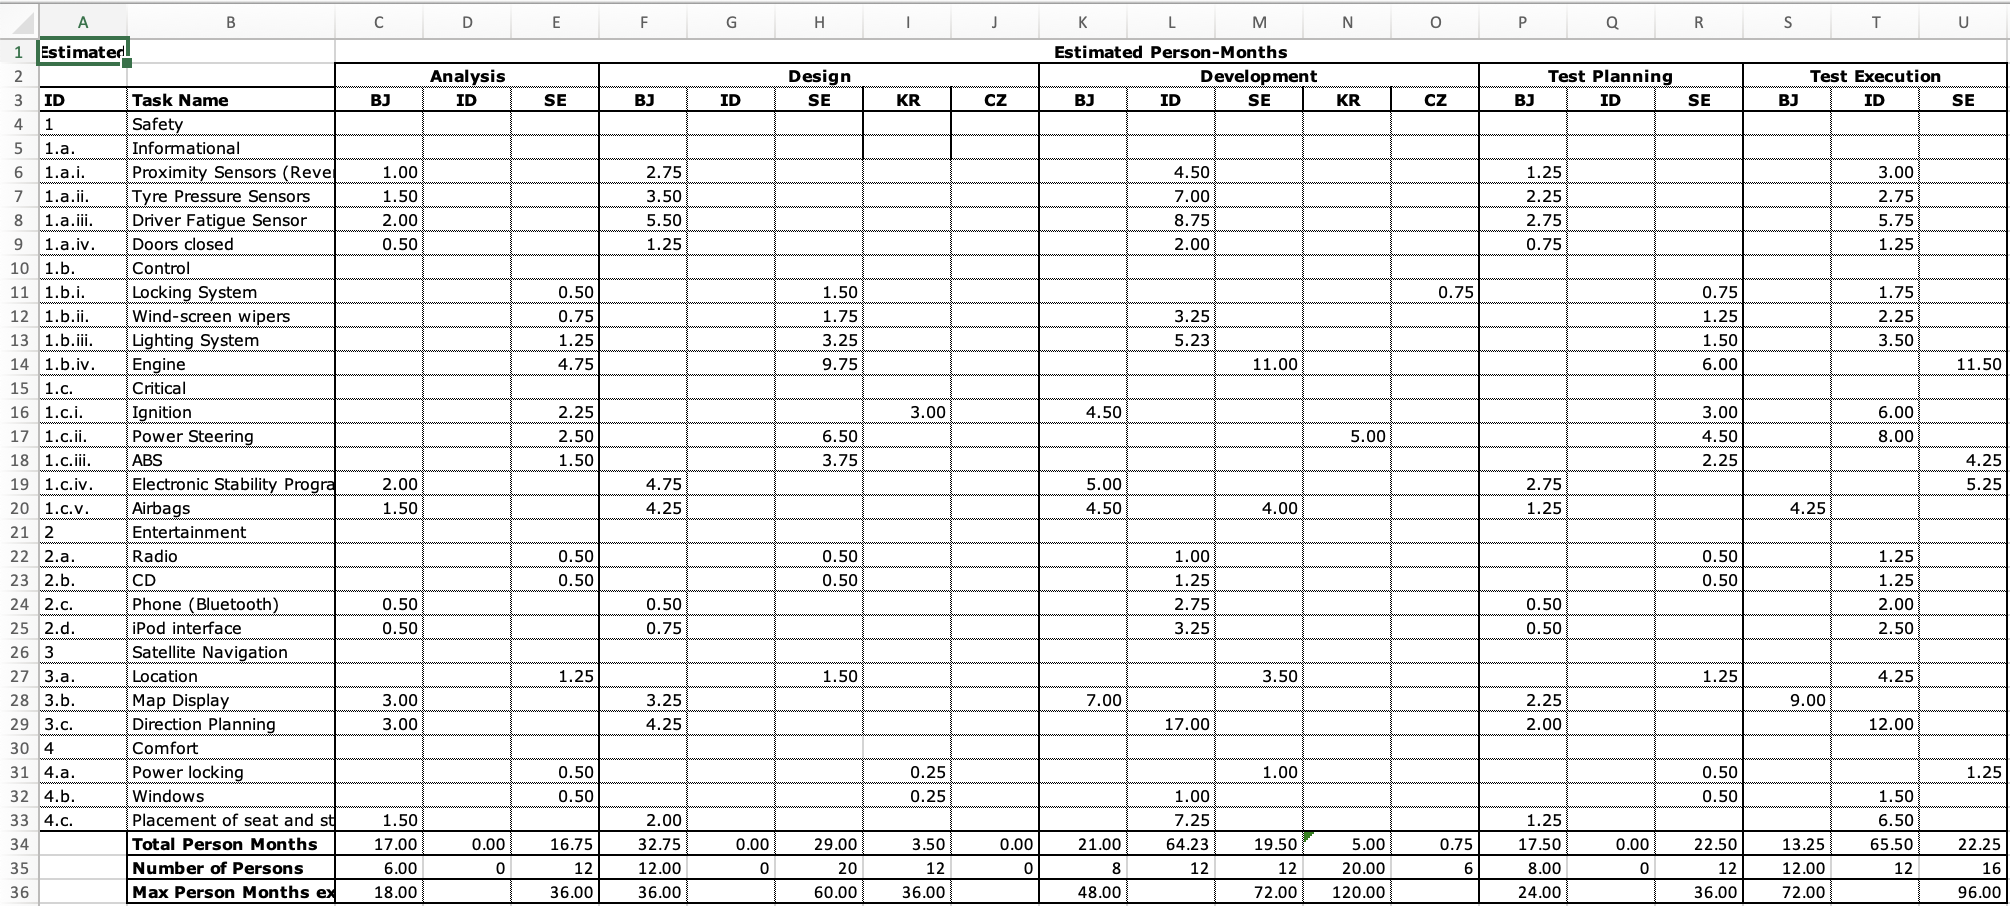 A B C D E F G H I J K L M N O P Q R S T U
1 Estimated Estimated Person-Months
2 Analysis Design Development Test Planning Test Execution
3 ID Task Name BJ ID SE BJ ID SE KR CZ BJ ID SE KR CZ BJ ID SE BJ ID SE
4 1 Safety
5 1.a. Informational
6 1.a.i. Proximity Sensors (Rever 1.00 2.75 4.50 1.25 3.00
7 1.a.ii. Tyre Pressure Sensors 1.50 3.50 7.00 2.25 2.75
8 1.a.iii. Driver Fatigue Sensor 2.00 5.50 8.75 2.75 5.75
9 1.a.iv. Doors closed 0.50 1.25 2.00 0.75 1.25
10 1.b. Control
11 1.b.i. Locking System 0.50 1.50 0.75 0.75 1.75
12 1.b.ii. Wind-screen wipers 0.75 1.75 3.25 1.25 2.25
13 1.b.iii. Lighting System 1.25 3.25 5.23 1.50 3.50
14 1.b.iv. Engine 4.75 9.75 11.00 6.00 11.50
15 1.c. Critical
16 1.c.i. Ignition 2.25 3.00 4.50 3.00 6.00
17 1.c.ii. Power Steering 2.50 6.50 5.00 4.50 8.00
18 1.c.iii. ABS 1.50 3.75 2.25 4.25
19 1.c.iv. Electronic Stability Progra 2.00 4.75 5.00 2.75 5.25
20 1.c.v. Airbags 1.50 4.25 4.50 4.00 1.25 4.25
21 2 Entertainment
22 2.a. Radio 0.50 0.50 1.00 0.50 1.25
23 2.b. CD 0.50 0.50 1.25 0.50 1.25
24 2.c. Phone (Bluetooth) 0.50 0.50 2.75 0.50 2.00
25 2.d. iPod interface 0.50 0.75 3.25 0.50 2.50
26 3 Satellite Navigation
27 3.a. Location 1.25 1.50 3.50 1.25 4.25
28 3.b. Map Display 3.00 3.25 7.00 2.25 9.00
29 3.c. Direction Planning 3.00 4.25 17.00 2.00 12.00
30 4 Comfort
31 4.a. Power locking 0.50 0.25 1.00 0.50 1.25
32 4.b. Windows 0.50 0.25 1.00 0.50 1.50
33 4.c. Placement of seat and st 1.50 2.00 7.25 1.25 6.50
34 Total Person Months 17.00 0.00 16.75 32.75 0.00 29.00 3.50 0.00 21.00 64.23 19.50 5.00 0.75 17.50 0.00 22.50 13.25 65.50 22.25
35 Number of Persons 6.00 0 12 12.00 0 20 12 0 8 12 12 20.00 6 8.00 0 12 12.00 12 16
36 Max Person Months ex 18.00 36.00 36.00 60.00 36.00 48.00 72.00 120.00 24.00 36.00 72.00 96.00